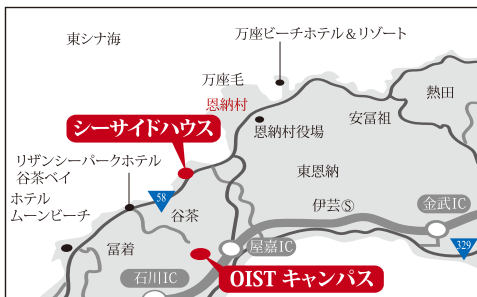 東シナ海
万座ビーチホテル＆リゾート
万座毛
恩納村
熱田
シーサイドハウス
恩納村役場
安冨祖
リザンシーパークホテル
谷茶ベイ
東恩納
ホテル
ムーンビーチ
58
谷茶
伊芸Ⓢ
金武IC
冨着
屋嘉IC
329
石川IC
OIST キャンパス